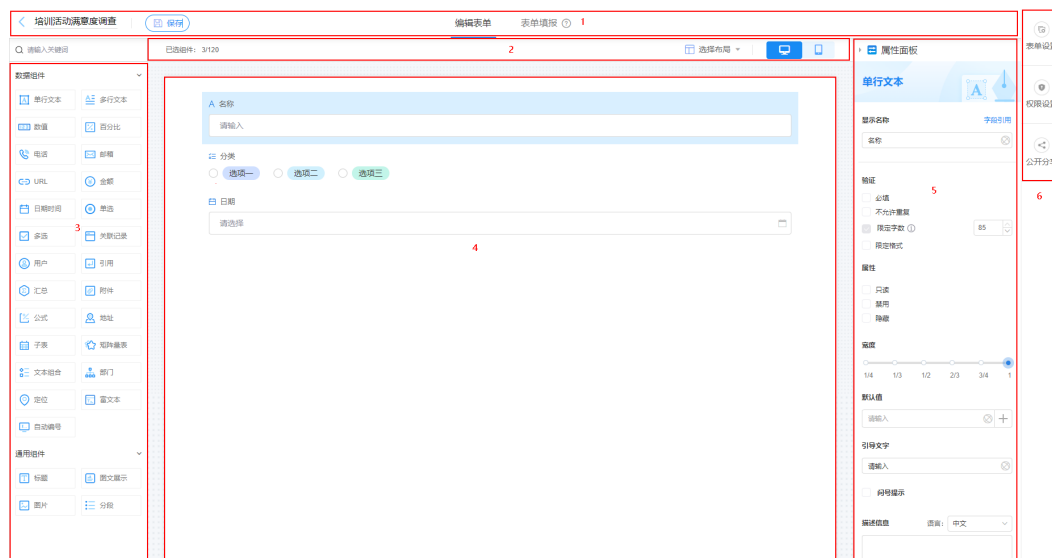 培训活动满意度调查
保存
编辑表单
表单填报
1
请输入关键词
已选组件: 3/120
2
选择布局
数据组件
单行文本
多行文本
数值
百分比
电话
邮箱
URL
金额
日期时间
单选
3
多选
关联记录
用户
引用
汇总
附件
公式
地址
子表
矩阵量表
文本组合
部门
定位
富文本
自动编号
通用组件
标题
图文展示
图片
分段
A 名称
请输入
分类
选项一
选项二
选项三
日期
请选择
4
属性面板
单行文本
A
显示名称
字段引用
名称
验证
5
必填
不允许重复
限定字数
85
限定格式
属性
只读
禁用
隐藏
宽度
1/4 1/3 1/2 2/3 3/4 1
默认值
请输入
引导文字
请输入
问号提示
描述信息
语言: 中文
表单设
权限设
公开分
6